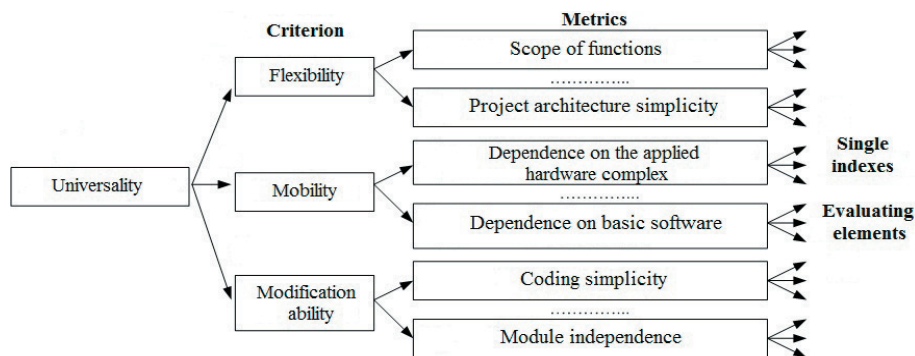 Metrics
Criterion
Scope of functions
Flexibility
…………...
Project architecture simplicity
Universality
Mobility
Dependence on the applied
hardware complex
…………...
Dependence on basic software
Single
indexes
Evaluating
elements
Modification
ability
Coding simplicity
…………...
Module independence